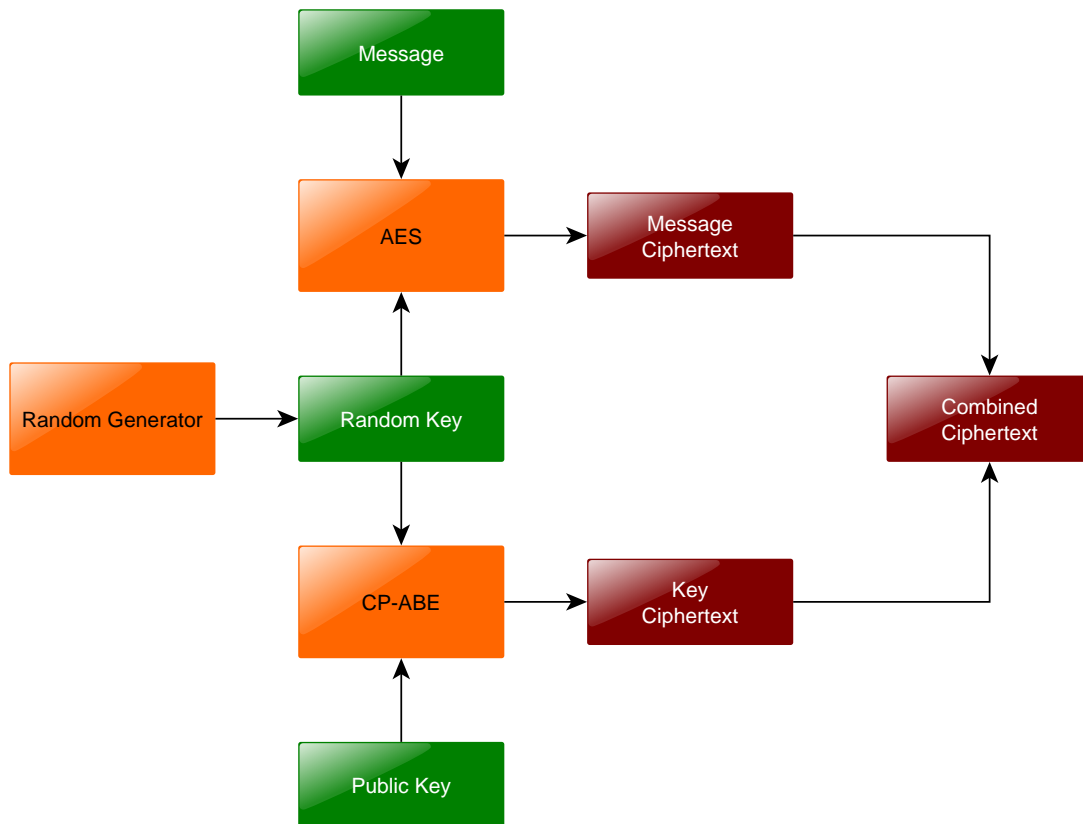 Message
AES
Message
Ciphertext
Random Generator
Random Key
Combined
Ciphertext
CP-ABE
Key
Ciphertext
Public Key